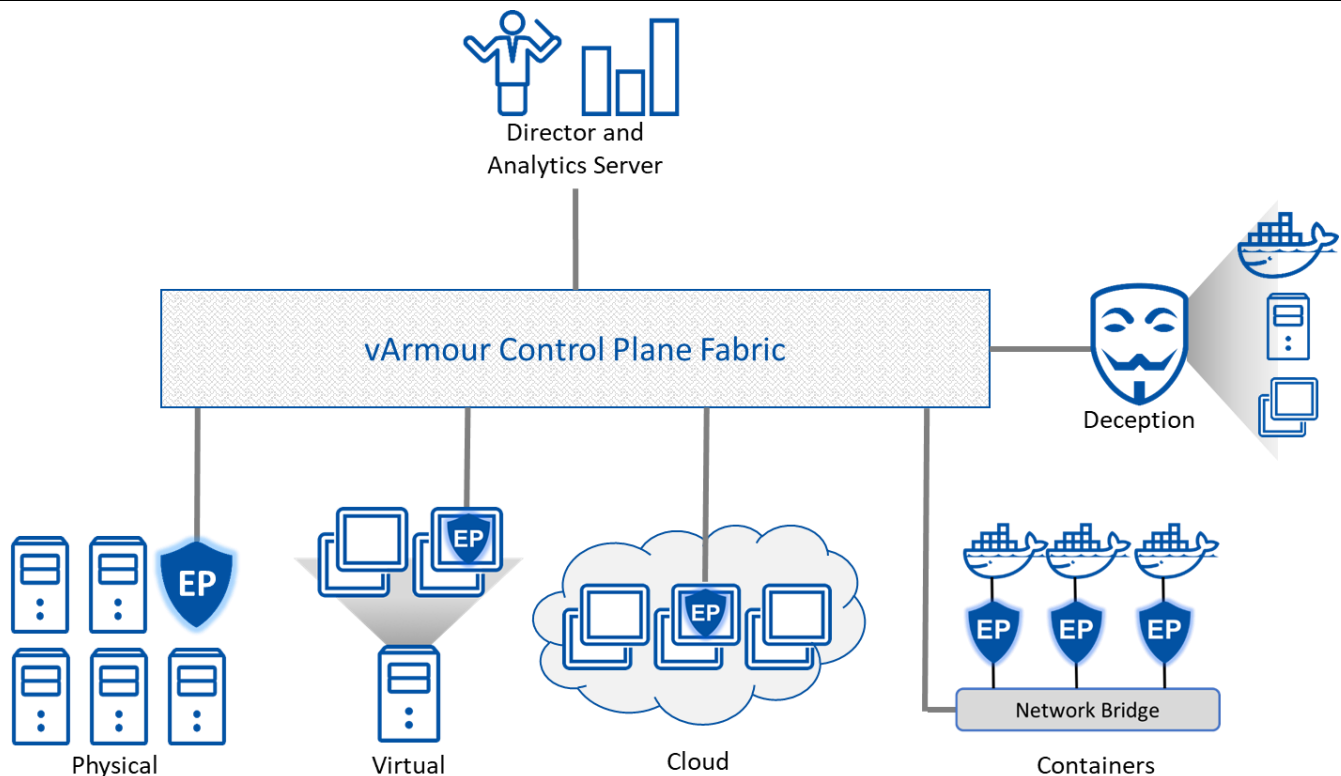 Director and
Analytics Server
vArmour Control Plane Fabric
Deception
EP
EP
EP
EP
EP
EP
Network Bridge
Physical
Virtual
Cloud
Containers